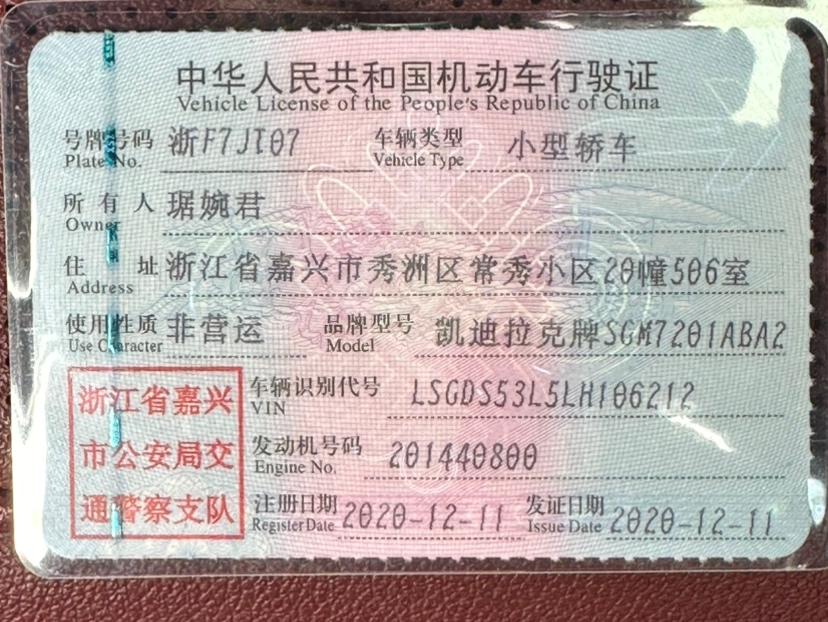 中华人民共和国机动车行驶证
Vehicle License of the People's Republic of China
号牌号码 浙F7JT07 车辆类型 小型轿车
Plate No. Vehicle Type
所有人 琚婉君
Owner
住址 浙江省嘉兴市秀洲区常秀小区20幢506室
Address
使用性质 非营运 品牌型号 凯迪拉克牌SGM7201ABA2
Use Character Model
浙江省嘉兴
市公安局交
通警察支队
车辆识别代号 LSGDS53L5LH106212
VIN
发动机号码 201440800
Engine No.
注册日期 2020-12-11 发证日期 2020-12-11
Register Date Issue Date